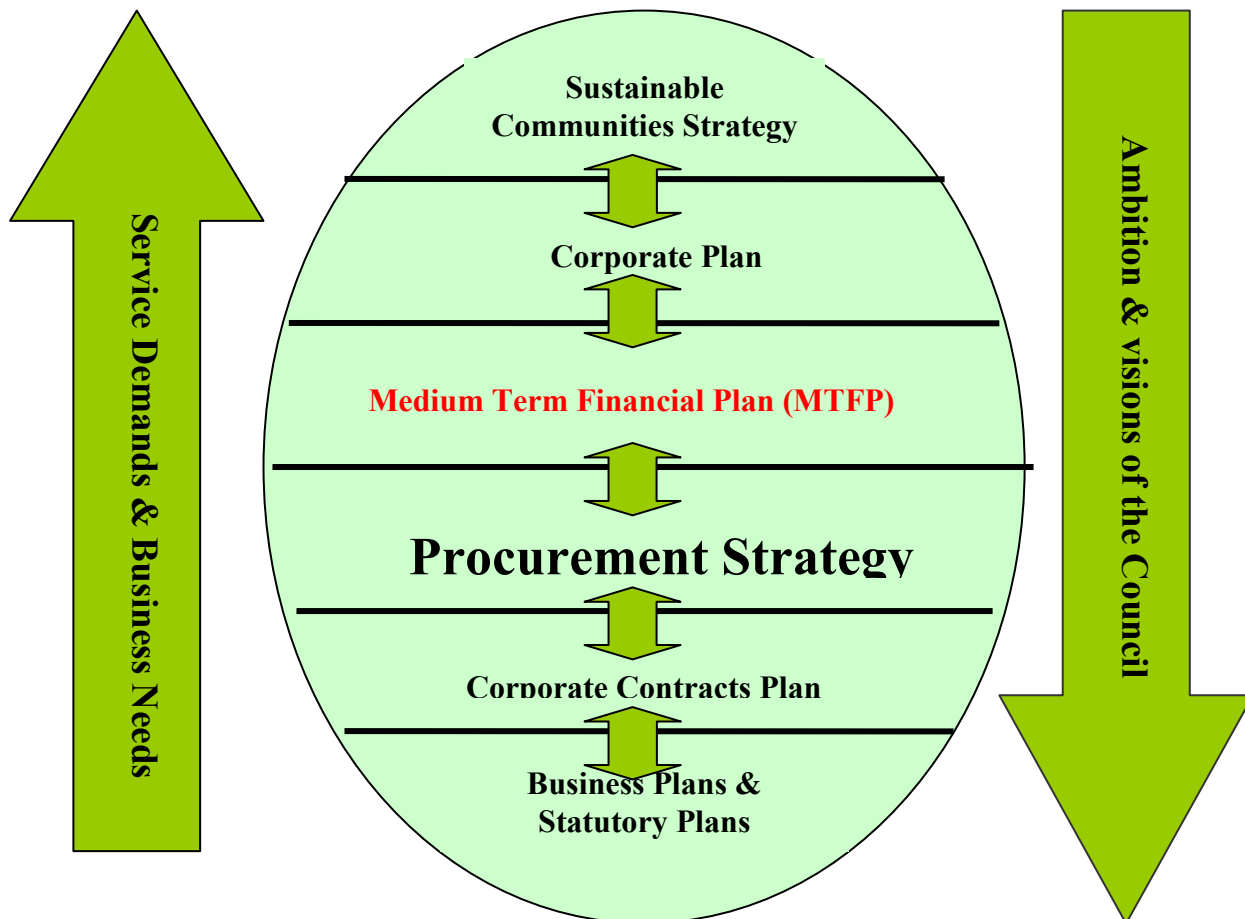 Service Demands & Business Needs
Sustainable
Communities Strategy
Corporate Plan
Medium Term Financial Plan (MTFP)
Procurement Strategy
Corporate Contracts Plan
Business Plans &
Statutory Plans
Ambition & visions of the Council